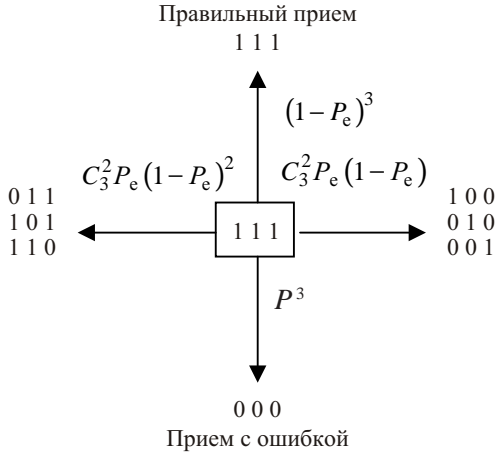 Правильный прием
1 1 1
(1−Pₑ)³
C₃²Pₑ(1−Pₑ)²
C₃²Pₑ(1−Pₑ)
0 1 1
1 0 1
1 1 0
1 1 1
1 0 0
0 1 0
0 0 1
P³
0 0 0
Прием с ошибкой